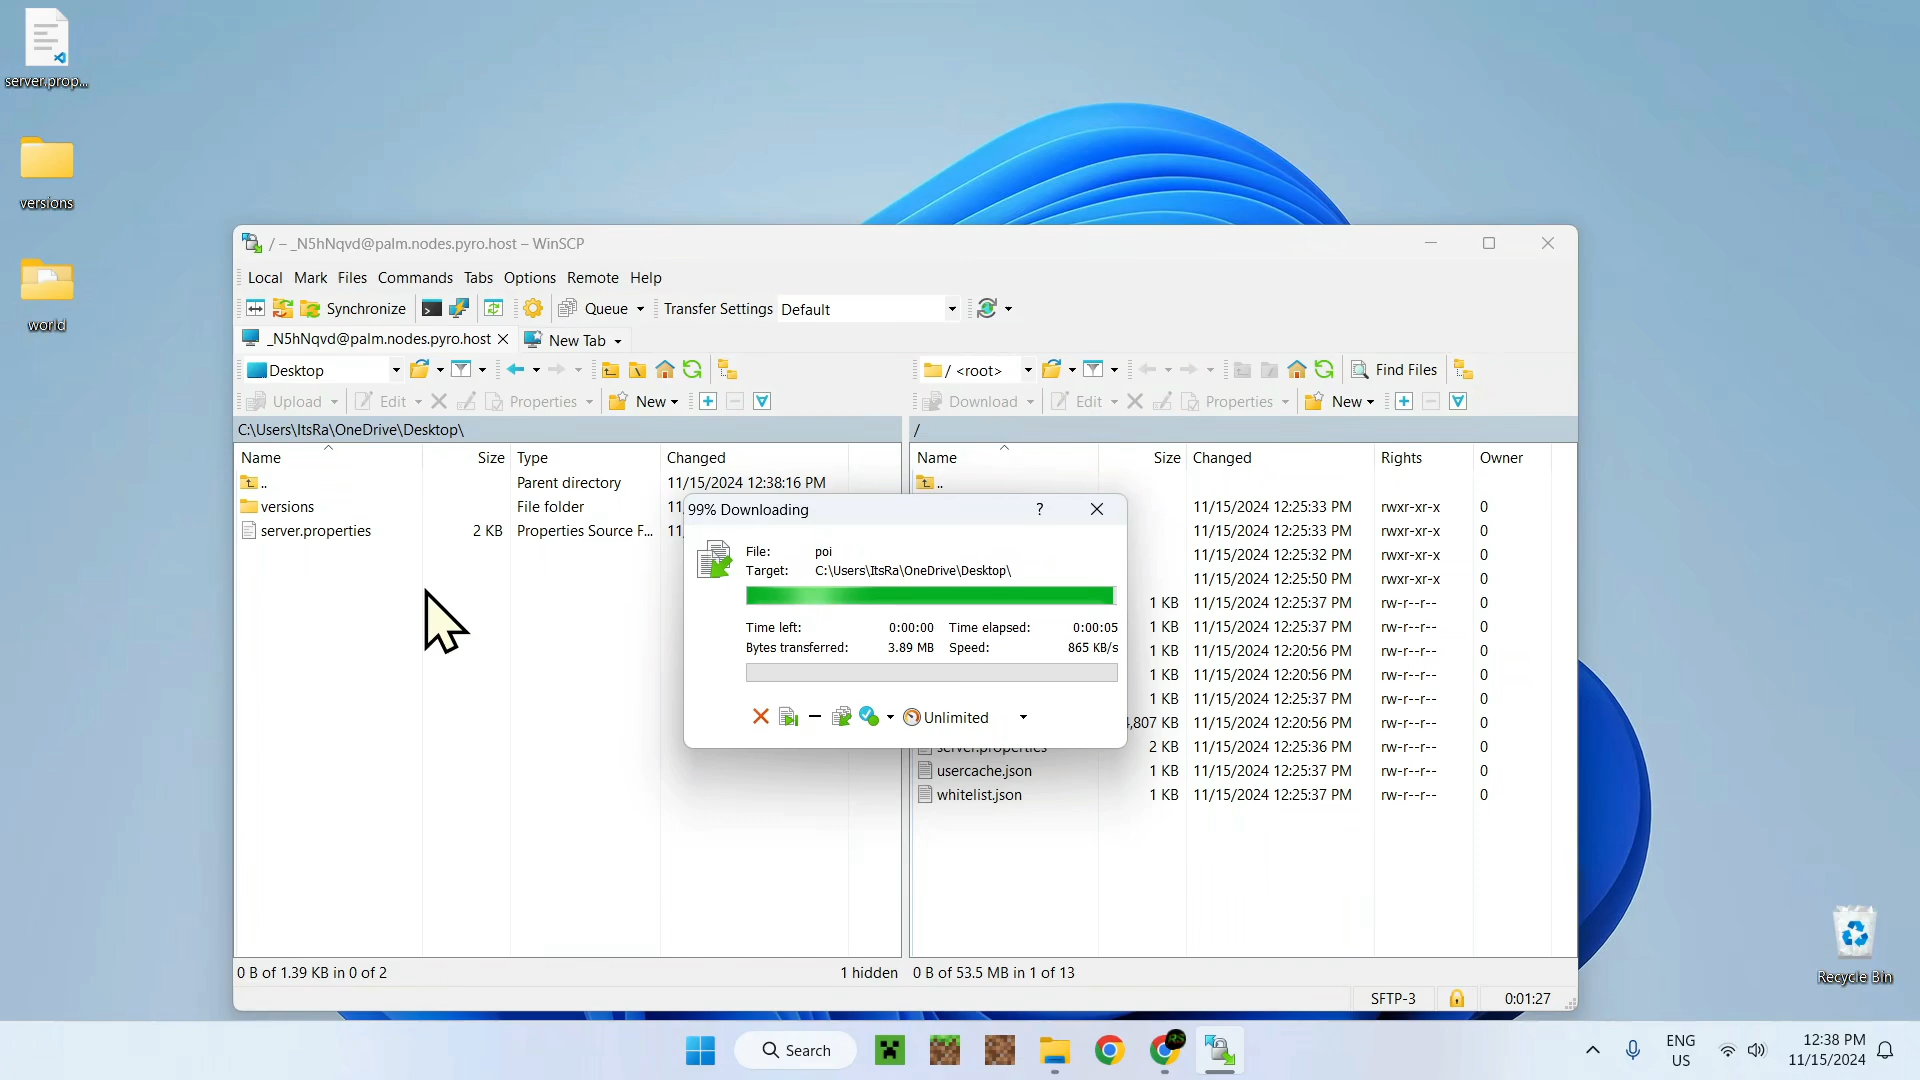 server.prop...
versions
world
/ – _N5hNqvd@palm.nodes.pyro.host – WinSCP
Local Mark Files Commands Tabs Options Remote Help
Synchronize Queue Transfer Settings Default
_N5hNqvd@palm.nodes.pyro.host New Tab
Desktop
Upload Edit Properties New
C:\Users\ItsRa\OneDrive\Desktop\
Name Size Type Changed
.. Parent directory 11/15/2024 12:38:16 PM
versions File folder 11
server.properties 2 KB Properties Source F... 11
0 B of 1.39 KB in 0 of 2 1 hidden
/ <root> Find Files
Download Edit Properties New
/
Name Size Changed Rights Owner
..
11/15/2024 12:25:33 PM rwxr-xr-x 0
11/15/2024 12:25:33 PM rwxr-xr-x 0
11/15/2024 12:25:32 PM rwxr-xr-x 0
11/15/2024 12:25:50 PM rwxr-xr-x 0
1 KB 11/15/2024 12:25:37 PM rw-r--r-- 0
1 KB 11/15/2024 12:25:37 PM rw-r--r-- 0
1 KB 11/15/2024 12:20:56 PM rw-r--r-- 0
1 KB 11/15/2024 12:20:56 PM rw-r--r-- 0
1 KB 11/15/2024 12:25:37 PM rw-r--r-- 0
,807 KB 11/15/2024 12:20:56 PM rw-r--r-- 0
server.properties 2 KB 11/15/2024 12:25:36 PM rw-r--r-- 0
usercache.json 1 KB 11/15/2024 12:25:37 PM rw-r--r-- 0
whitelist.json 1 KB 11/15/2024 12:25:37 PM rw-r--r-- 0
0 B of 53.5 MB in 1 of 13
SFTP-3 0:01:27
99% Downloading ?
File: poi
Target: C:\Users\ItsRa\OneDrive\Desktop\
Time left: 0:00:00 Time elapsed: 0:00:05
Bytes transferred: 3.89 MB Speed: 865 KB/s
Unlimited
Recycle Bin
Search
RS
ENG
US
12:38 PM
11/15/2024